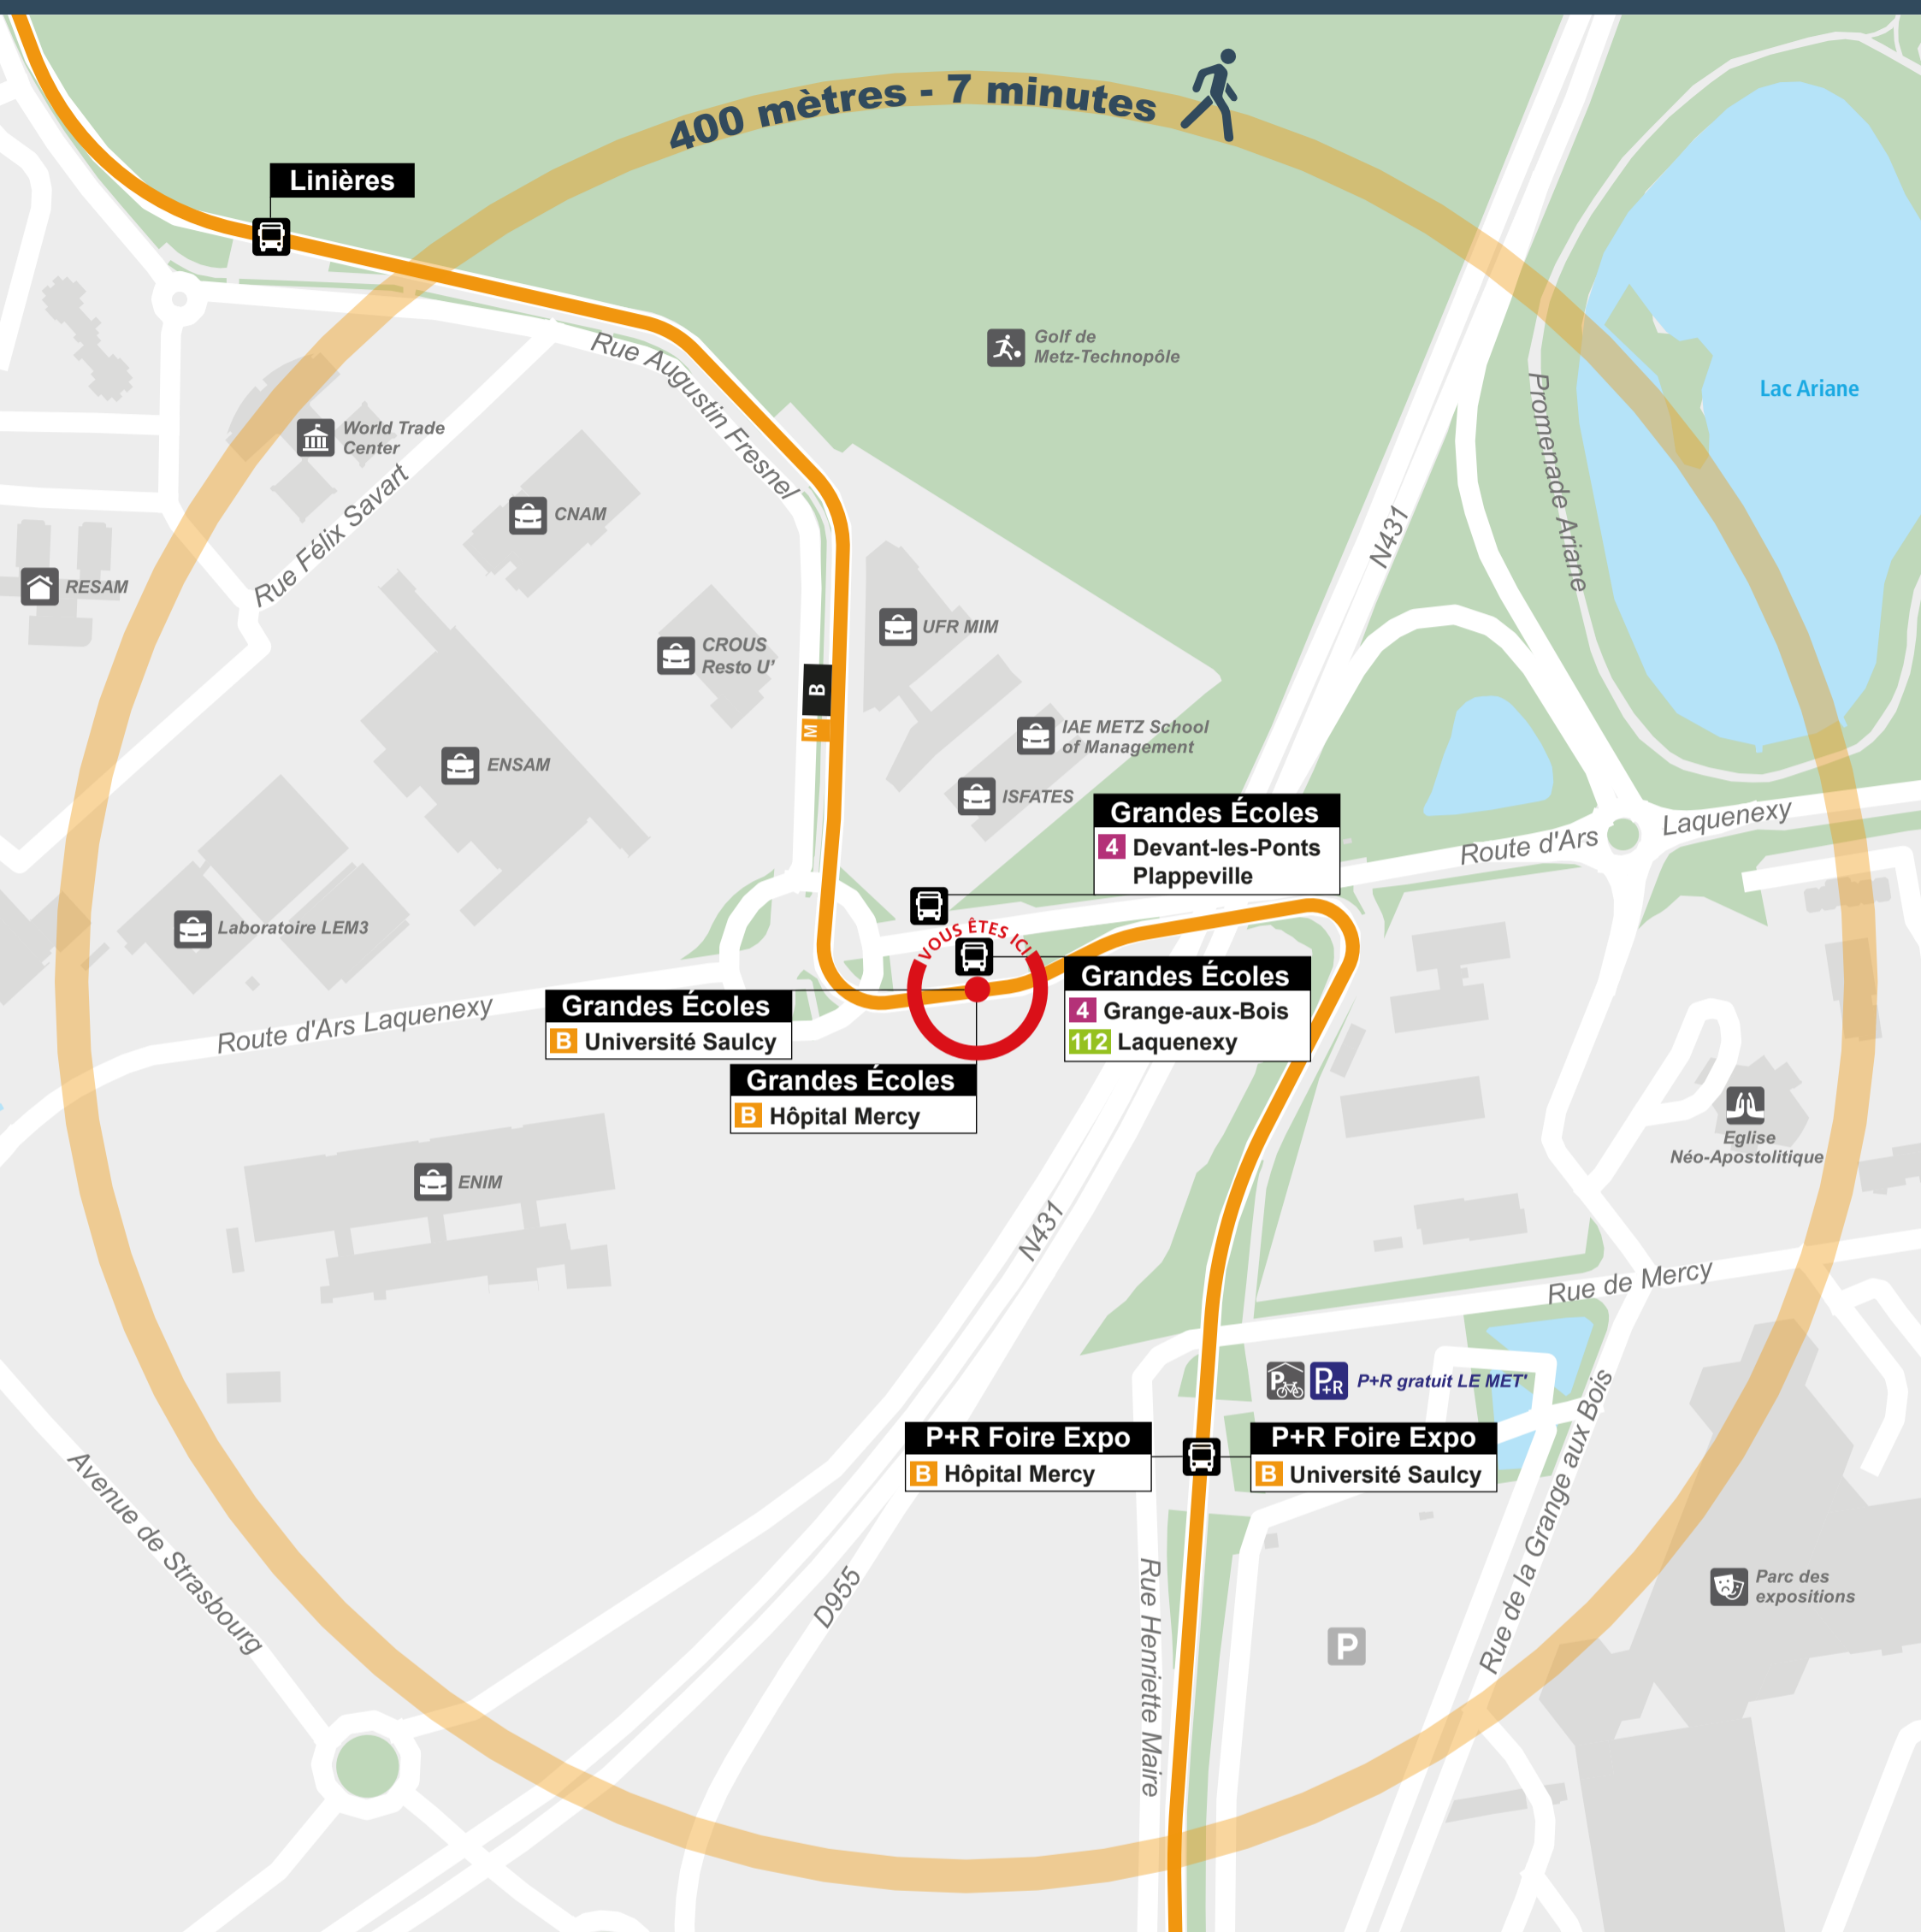 400 mètres - 7 minutes
Linières
Golf de
Metz-Technopôle
Rue Augustin Fresnel
Lac Ariane
Promenade Ariane
World Trade
Center
Rue Félix Savart
CNAM
N431
RESAM
UFR MIM
CROUS
Resto U'
B
M
IAE METZ School
of Management
ENSAM
ISFATES
Grandes Écoles
4 Devant-les-Ponts
Plappeville
Route d'Ars
Laquenexy
Laboratoire LEM3
VOUS ÊTES ICI
Grandes Écoles
4 Grange-aux-Bois
112 Laquenexy
Grandes Écoles
B Université Saulcy
Route d'Ars Laquenexy
Grandes Écoles
B Hôpital Mercy
Eglise
Néo-Apostolitique
ENIM
N431
Rue de Mercy
P
P+R
P+R gratuit LE MET'
P+R Foire Expo
B Hôpital Mercy
P+R Foire Expo
B Université Saulcy
Rue de la Grange aux Bois
Avenue de Strasbourg
D955
Rue Henriette Maire
Parc des
expositions
P